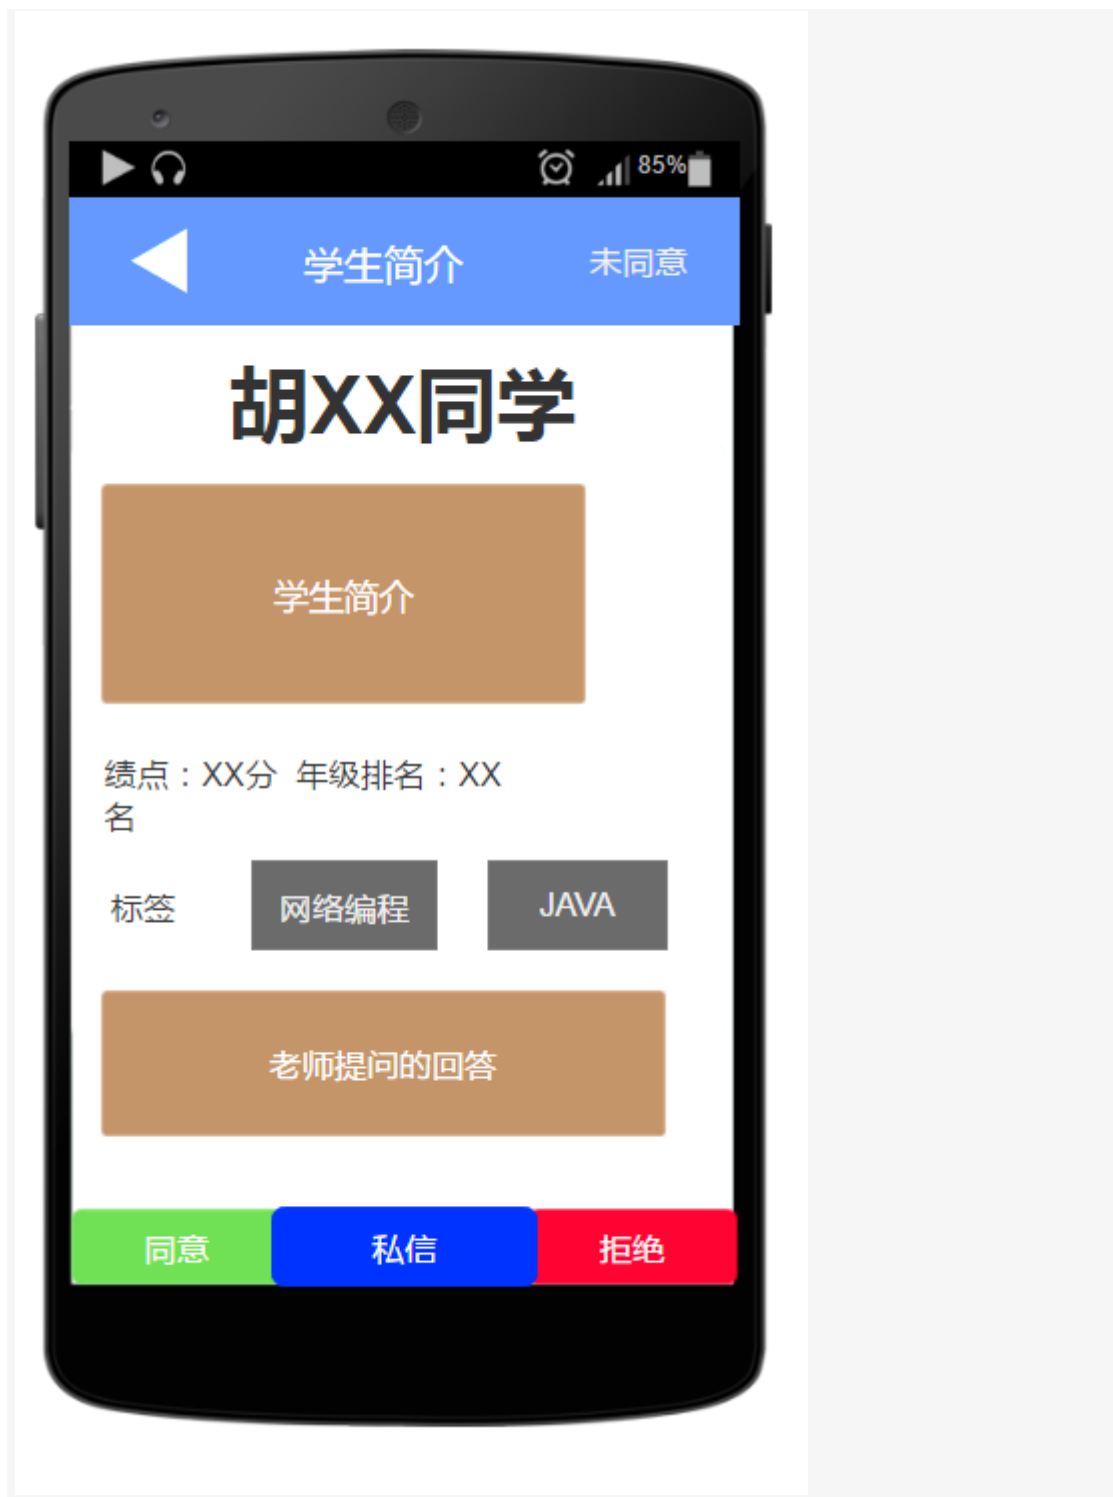 85%
学生简介 未同意
胡XX同学
学生简介
绩点：XX分 年级排名：XX
名
标签 网络编程 JAVA
老师提问的回答
同意 私信 拒绝